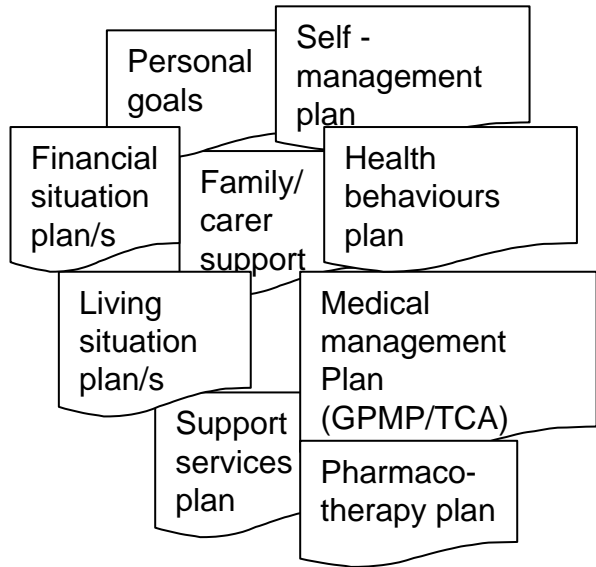 Personal
goals
Self -
management
plan
Financial
situation
plan/s
Family/
carer
support
Health
behaviours
plan
Living
situation
plan/s
Medical
management
Plan
(GPMP/TCA)
Support
services
plan
Pharmaco-
therapy plan